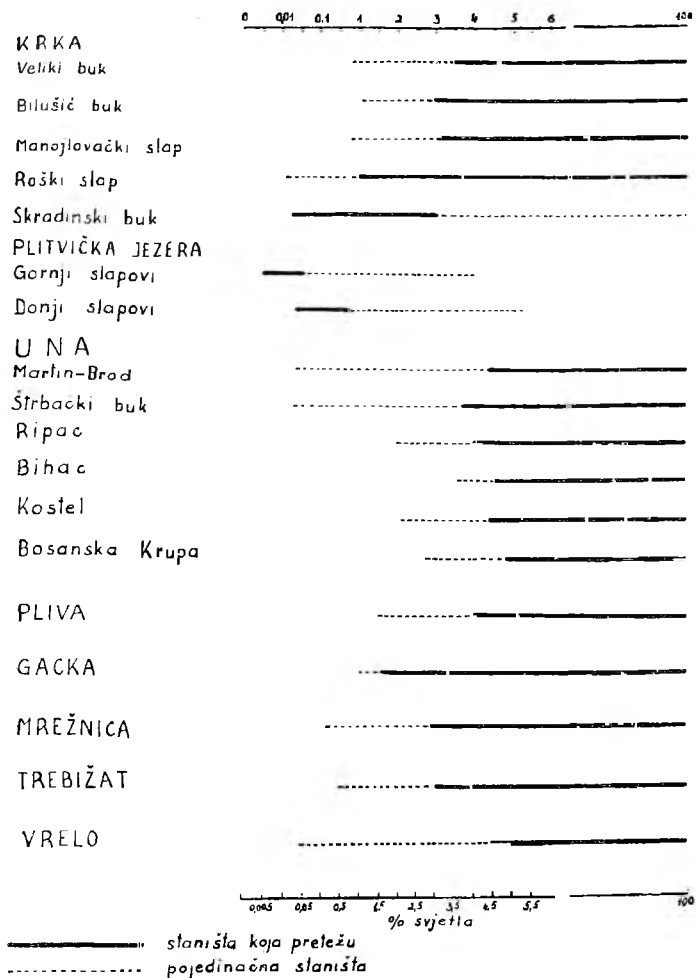 0 0,01 0.1 1 2 3 4 5 6 100
KRKA
Veliki buk
Bilušić buk
Manojlovački slap
Roški slap
Skradinski buk
PLITVIČKA JEZERA
Gornji slapovi
Donji slapovi
UNA
Martin-Brod
Štrbački buk
Ripac
Bihac
Kostel
Bosanska Krupa
PLIVA
GACKA
MREŽNICA
TREBIŽAT
VRELO
0,005 0,05 0,5 1,5 2,5 3,5 4,5 5,5 100
% svjetla
staništa koja pretežu
pojedinačna staništa